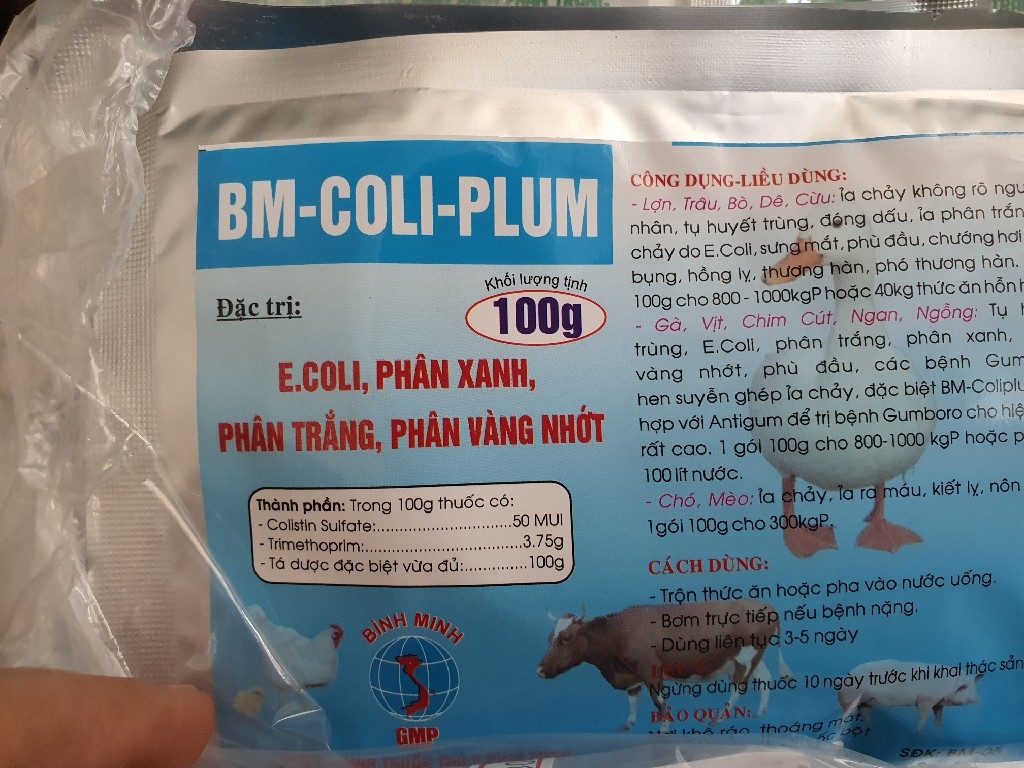 BM-COLI-PLUM
Khối lượng tịnh
100g
Đặc trị:
E.COLI, PHÂN XANH,
PHÂN TRẮNG, PHÂN VÀNG NHỚT
Thành phần: Trong 100g thuốc có:
- Colistin Sulfate:..............................50 MUI
- Trimethoprim:...................................3.75g
- Tá dược đặc biệt vừa đủ:..............100g
BÌNH MINH
GMP
CÔNG DỤNG-LIỀU DÙNG:
- Lợn, Trâu, Bò, Dê, Cừu: ỉa chảy không rõ
nhân, tụ huyết trùng, đóng dấu, ỉa phân
chảy do E.Coli, sưng mắt, phù đầu, chướng hơi
bụng, hồng lỵ, thương hàn, phó thương hàn.
100g cho 800 - 1000kgP hoặc 40kg thức ăn hỗn
- Gà, Vịt, Chim Cút, Ngan, Ngỗng: Tụ
trùng, E.Coli, phân trắng, phân xanh,
vàng nhớt, phù đầu, các bệnh
hen suyễn ghép ỉa chảy, đặc biệt
hợp với Antigum để trị bệnh Gumboro cho
rất cao. 1 gói 100g cho 800-1000 kgP hoặc
100 lít nước.
- Chó, Mèo: ỉa chảy, ỉa ra máu, kiết lỵ, nôn
1gói 100g cho 300kgP.
CÁCH DÙNG:
- Trộn thức ăn hoặc pha vào nước uống.
- Bơm trực tiếp nếu bệnh nặng.
- Dùng liên tục 3-5 ngày
Ngừng dùng thuốc 10 ngày trước khi khai thác sản
BẢO QUẢN:
Nơi khô ráo, thoáng mát,
SĐK: BM-05